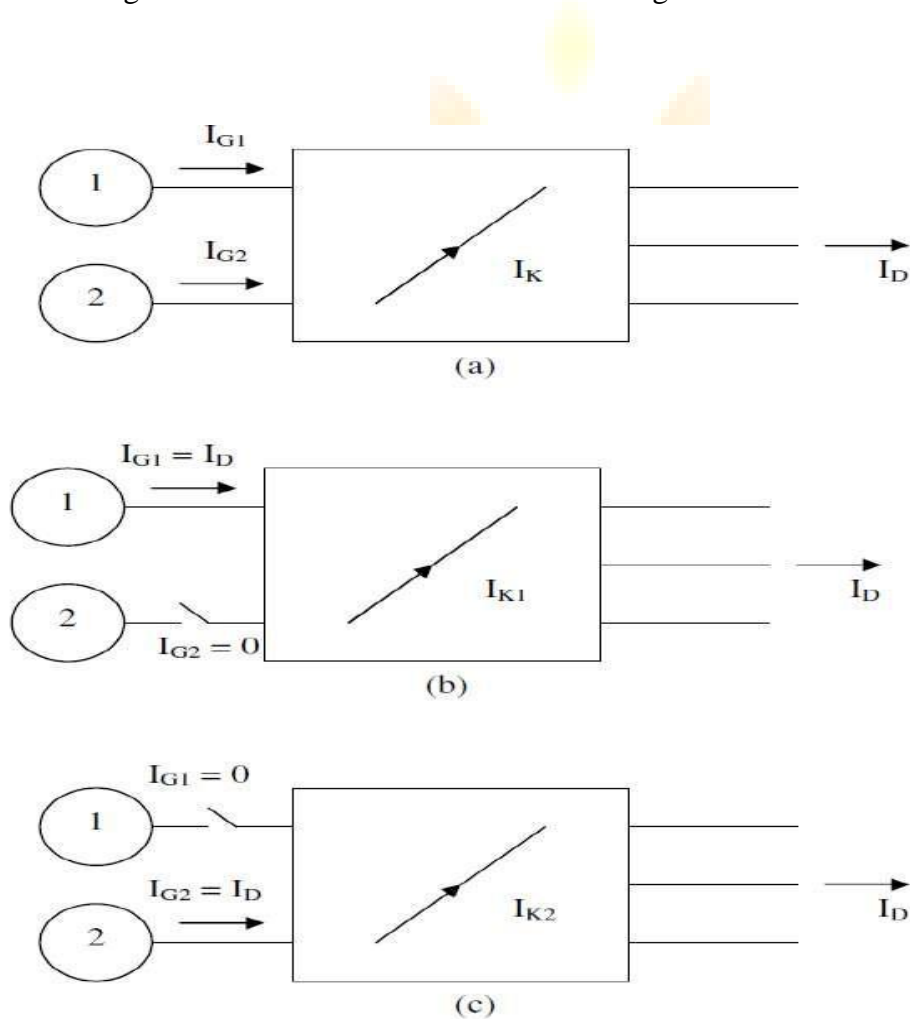 I_G1
1
I_G2
2
I_K
I_D
(a)
I_G1 = I_D
1
2
I_K1
I_D
I_G2 = 0
(b)
I_G1 = 0
1
I_G2 = I_D
2
I_K2
I_D
(c)